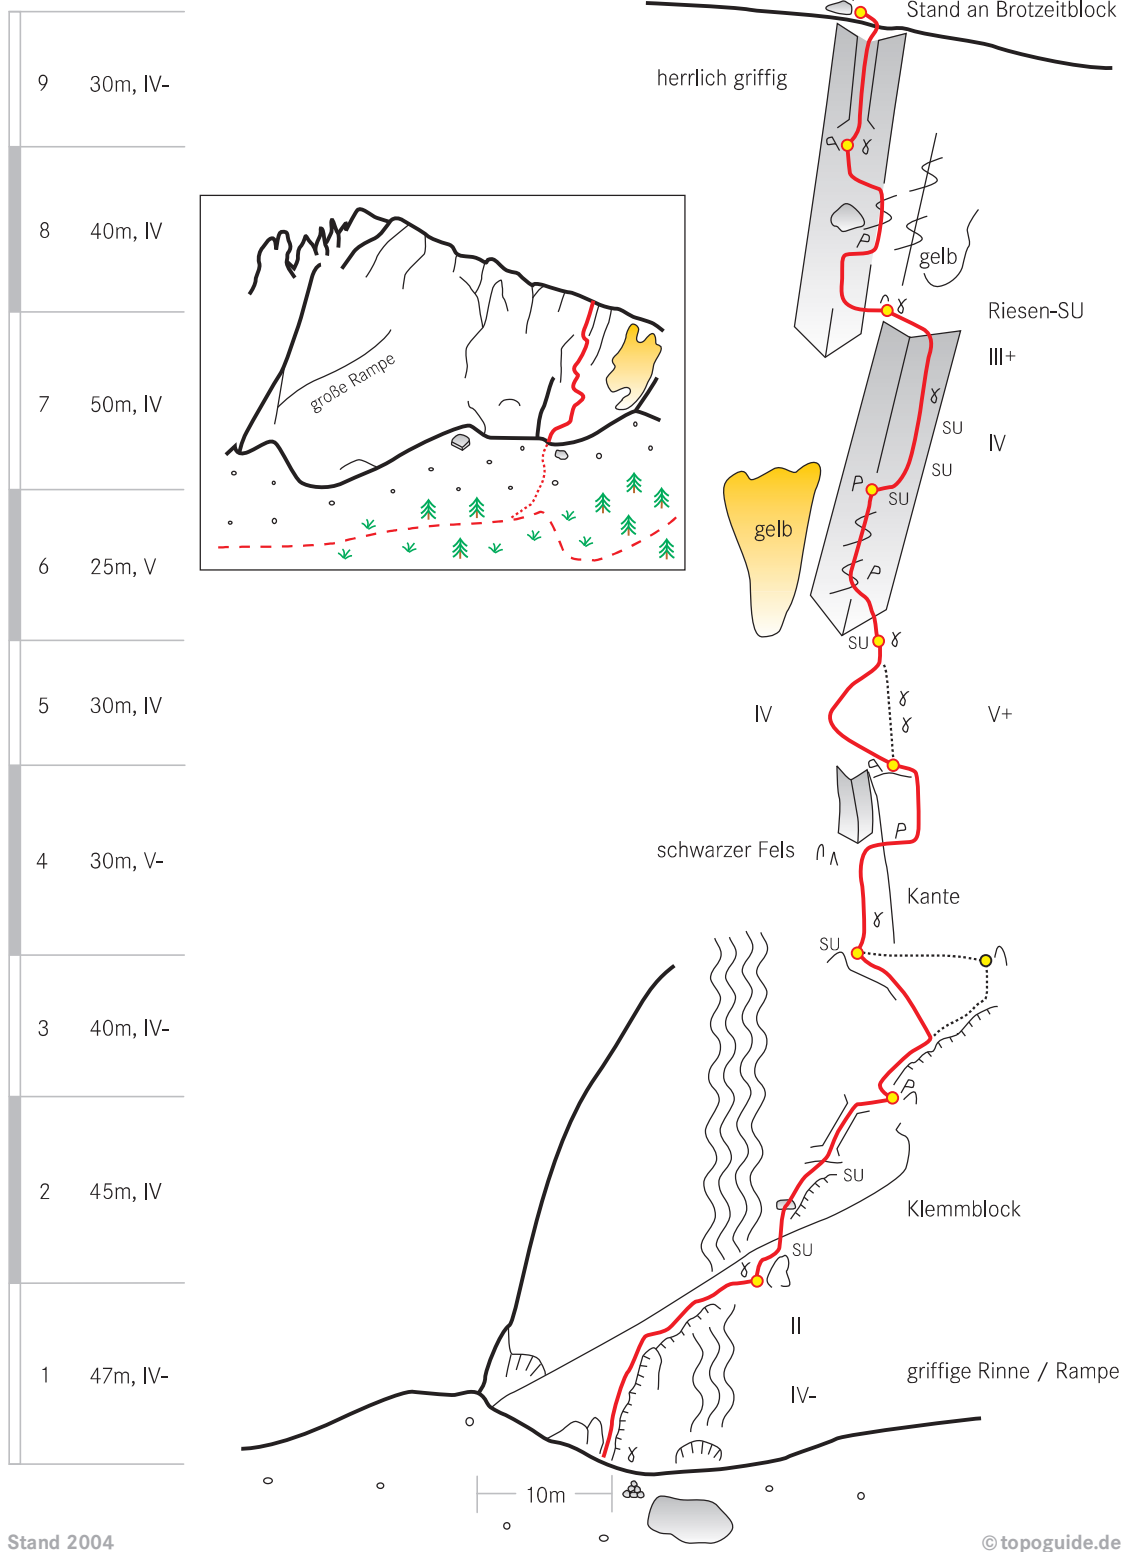 Stand an Brotzeitblock
9 30m, IV-
herrlich griffig
8 40m, IV
gelb
P
Riesen-SU
III+
große Rampe
7 50m, IV
SU
IV
SU
P
SU
gelb
6 25m, V
P
SU
5 30m, IV
IV
V+
P
4 30m, V-
schwarzer Fels
Kante
SU
3 40m, IV-
P
SU
2 45m, IV
Klemmblock
SU
II
1 47m, IV-
griffige Rinne / Rampe
IV-
10m
Stand 2004
© topoguide.de